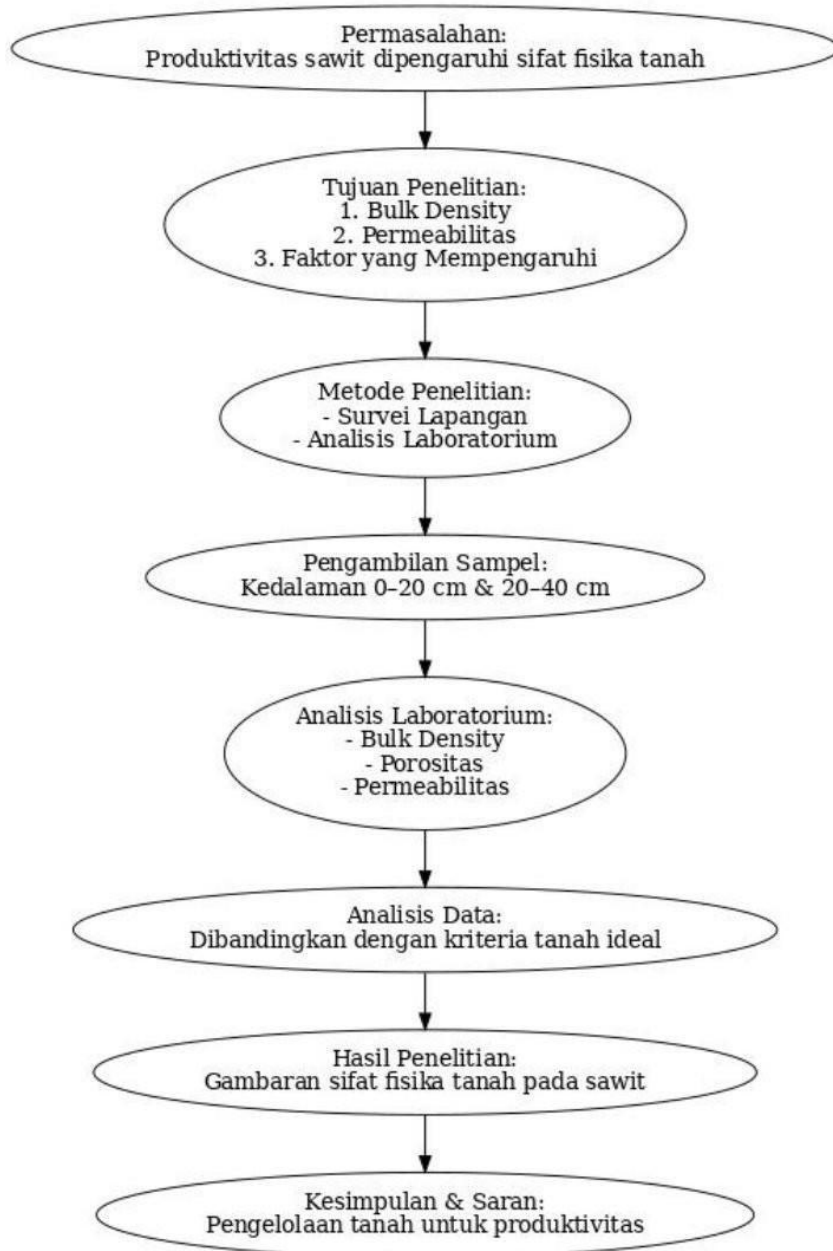 Permasalahan:
Produktivitas sawit dipengaruhi sifat fisika tanah
Tujuan Penelitian:
1. Bulk Density
2. Permeabilitas
3. Faktor yang Mempengaruhi
Metode Penelitian:
- Survei Lapangan
- Analisis Laboratorium
Pengambilan Sampel:
Kedalaman 0–20 cm & 20–40 cm
Analisis Laboratorium:
- Bulk Density
- Porositas
- Permeabilitas
Analisis Data:
Dibandingkan dengan kriteria tanah ideal
Hasil Penelitian:
Gambaran sifat fisika tanah pada sawit
Kesimpulan & Saran:
Pengelolaan tanah untuk produktivitas